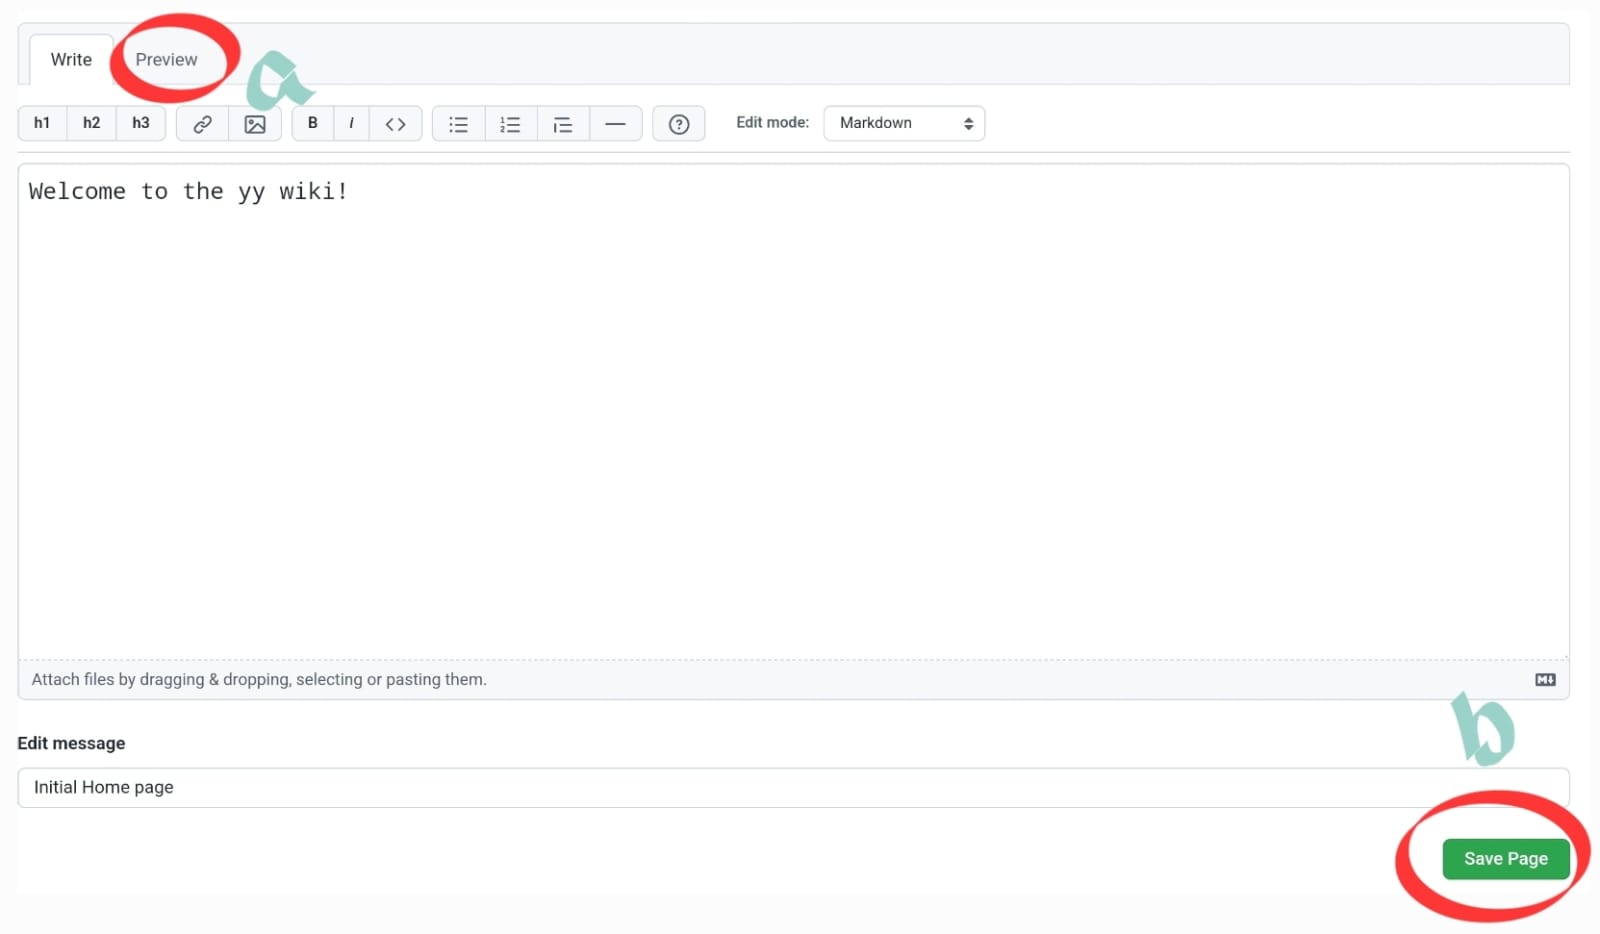 Write Preview
a
h1 h2 h3 B i <> Edit mode: Markdown
Welcome to the yy wiki!
Attach files by dragging & dropping, selecting or pasting them. M↓
b
Edit message
Initial Home page
Save Page